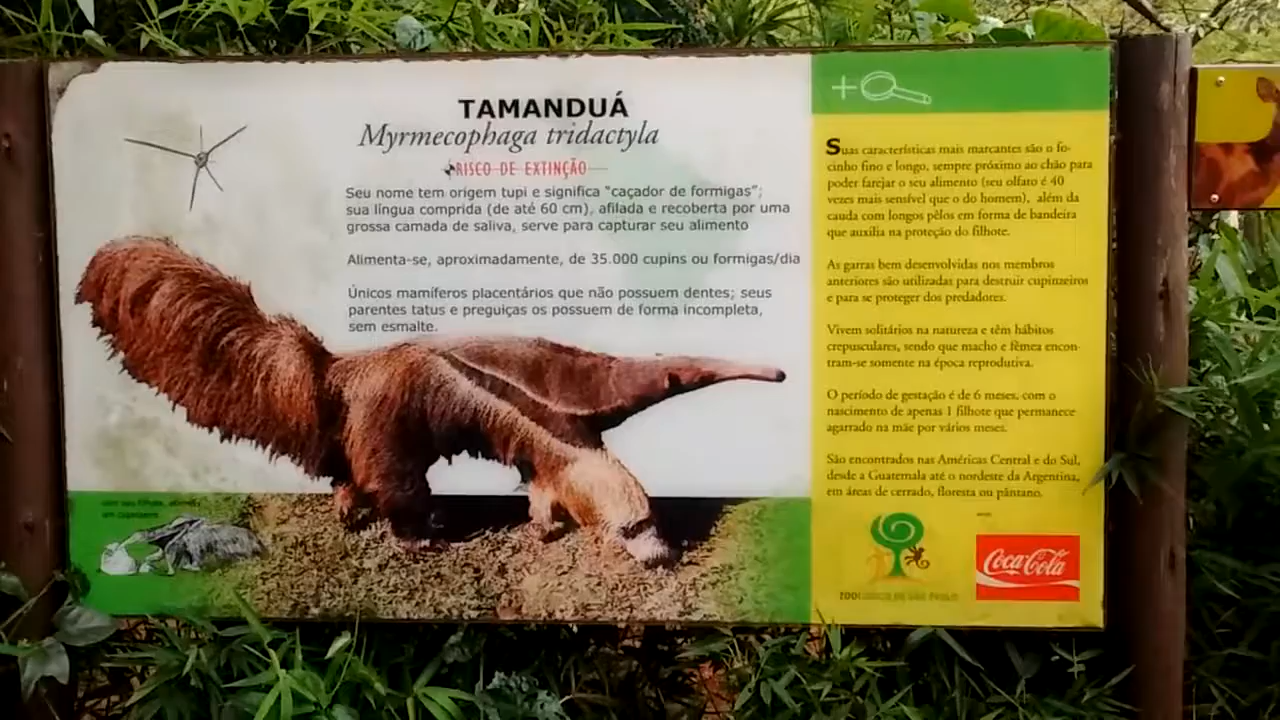 TAMANDUÁ
Myrmecophaga tridactyla
RISCO DE EXTINÇÃO
Seu nome tem origem tupi e significa "caçador de formigas";
sua língua comprida (de até 60 cm), afilada e recoberta por uma
grossa camada de saliva, serve para capturar seu alimento
Alimenta-se, aproximadamente, de 35.000 cupins ou formigas/dia
Únicos mamíferos placentários que não possuem dentes; seus
parentes tatus e preguiças os possuem de forma incompleta,
sem esmalte.
Suas características mais marcantes são o fo-
cinho fino e longo, sempre próximo ao chão para
poder farejar o seu alimento (seu olfato é 40
vezes mais sensível que o do homem), além da
cauda com longos pêlos em forma de bandeira
que auxilia na proteção do filhote.
As garras bem desenvolvidas nos membros
anteriores são utilizadas para destruir cupinzeiros
e para se proteger dos predadores.
Vivem solitários na natureza e têm hábitos
crepusculares, sendo que macho e fêmea encon-
tram-se somente na época reprodutiva.
O período de gestação é de 6 meses, com o
nascimento de apenas 1 filhote que permanece
agarrado na mãe por vários meses.
São encontrados nas Américas Central e do Sul,
desde a Guatemala até o nordeste da Argentina,
em áreas de cerrado, floresta ou pântano.
ZOOLÓGICO DE SÃO PAULO
Coca-Cola